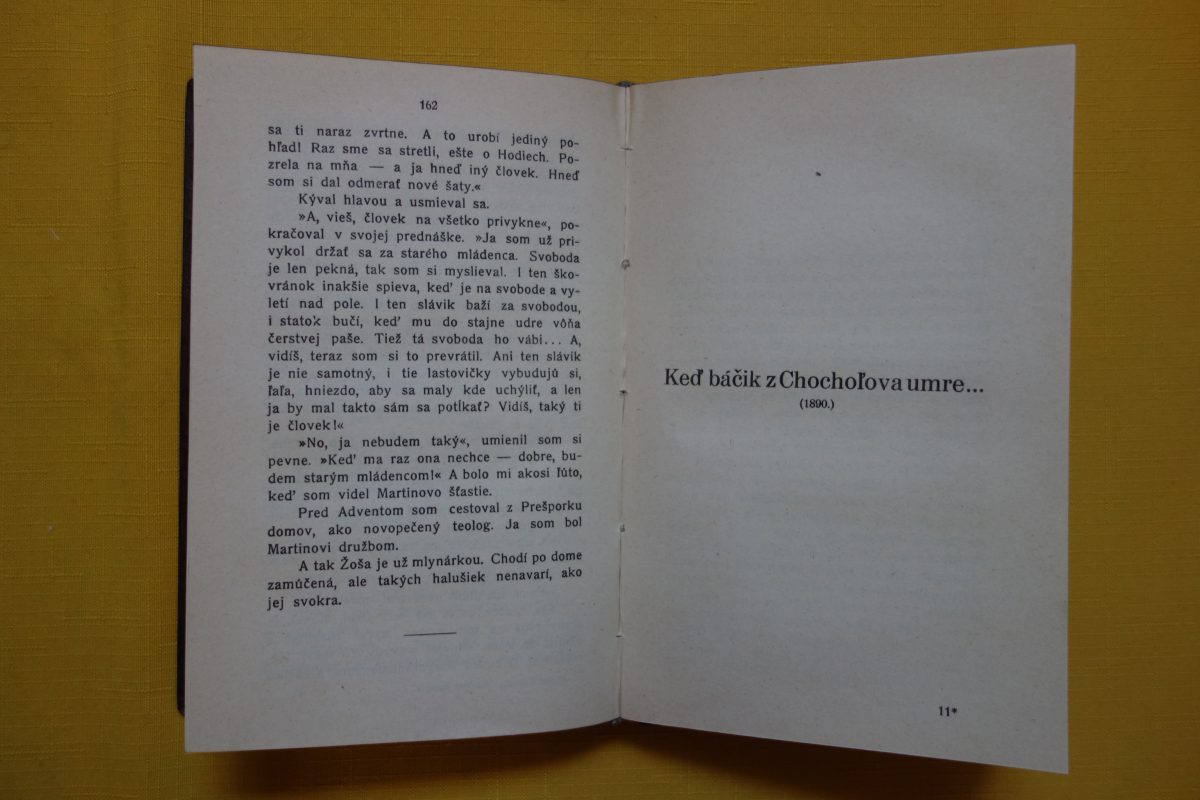 162
sa ti naraz zvrtne. A to urobí jediný po-
hľad! Raz sme sa stretli, ešte o Hodiech. Po-
zrela na mňa — a ja hneď iný človek. Hneď
som si dal odmerať nové šaty.«
Kýval hlavou a usmieval sa.
»A, vieš, človek na všetko privykne«, po-
kračoval v svojej prednáške. »Ja som už pri-
vykol držať sa za starého mládenca. Svoboda
je len pekná, tak som si myslieval. I ten ško-
vránok inakšie spieva, keď je na svobode a vy-
letí nad pole. I ten slávik baží za svobodou,
i statok bučí, keď mu do stajne udre vôňa
čerstvej paše. Tiež tá svoboda ho vábi... A,
vidíš, teraz som si to prevrátil. Ani ten slávik
je nie samotný, i tie lastovičky vybudujú si,
ľaľa, hniezdo, aby sa maly kde uchýliť, a len
ja by mal takto sám sa potĺkať? Vidíš, taký ti
je človek!«
»No, ja nebudem taký«, umienil som si
pevne. »Keď ma raz ona nechce — dobre, bu-
dem starým mládencom!« A bolo mi akosi ľúto,
keď som videl Martinovo šťastie.
Pred Adventom som cestoval z Prešporku
domov, ako novopečený teolog. Ja som bol
Martinovi družbom.
A tak Žoša je už mlynárkou. Chodí po dome
zamúčená, ale takých halušiek nenavarí, ako
jej svokra.
Keď báčik z Chochoľova umre...
(1890.)
11*